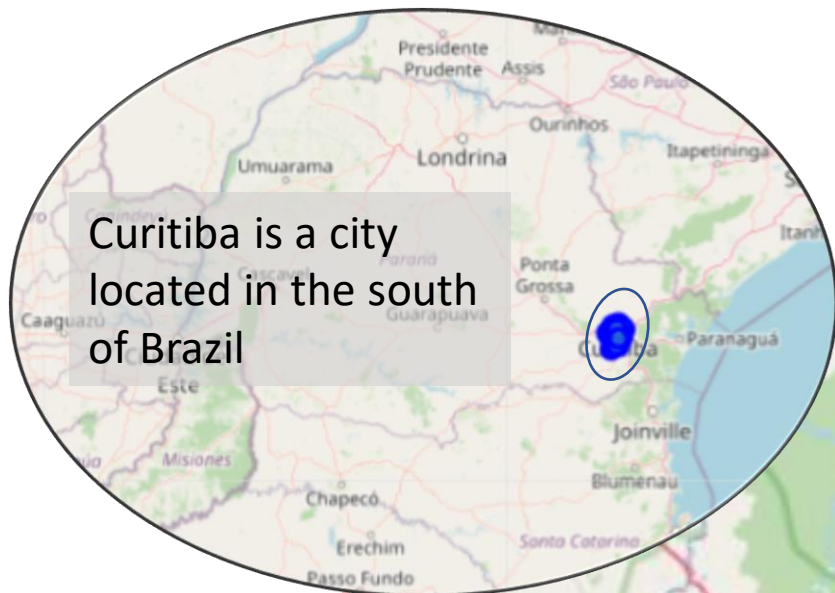 Presidente
Prudente
Assis
São Paulo
Ourinhos
Londrina
Itapetininga
Umuarama
Curitiba is a city
located in the south
of Brazil
Paraná
Cascavel
Ponta
Grossa
Guarapuava
Caaguazú
Paranaguá
Este
Joinville
Misiones
Blumenau
Chapecó
Santa Catarina
Erechim
Passo Fundo